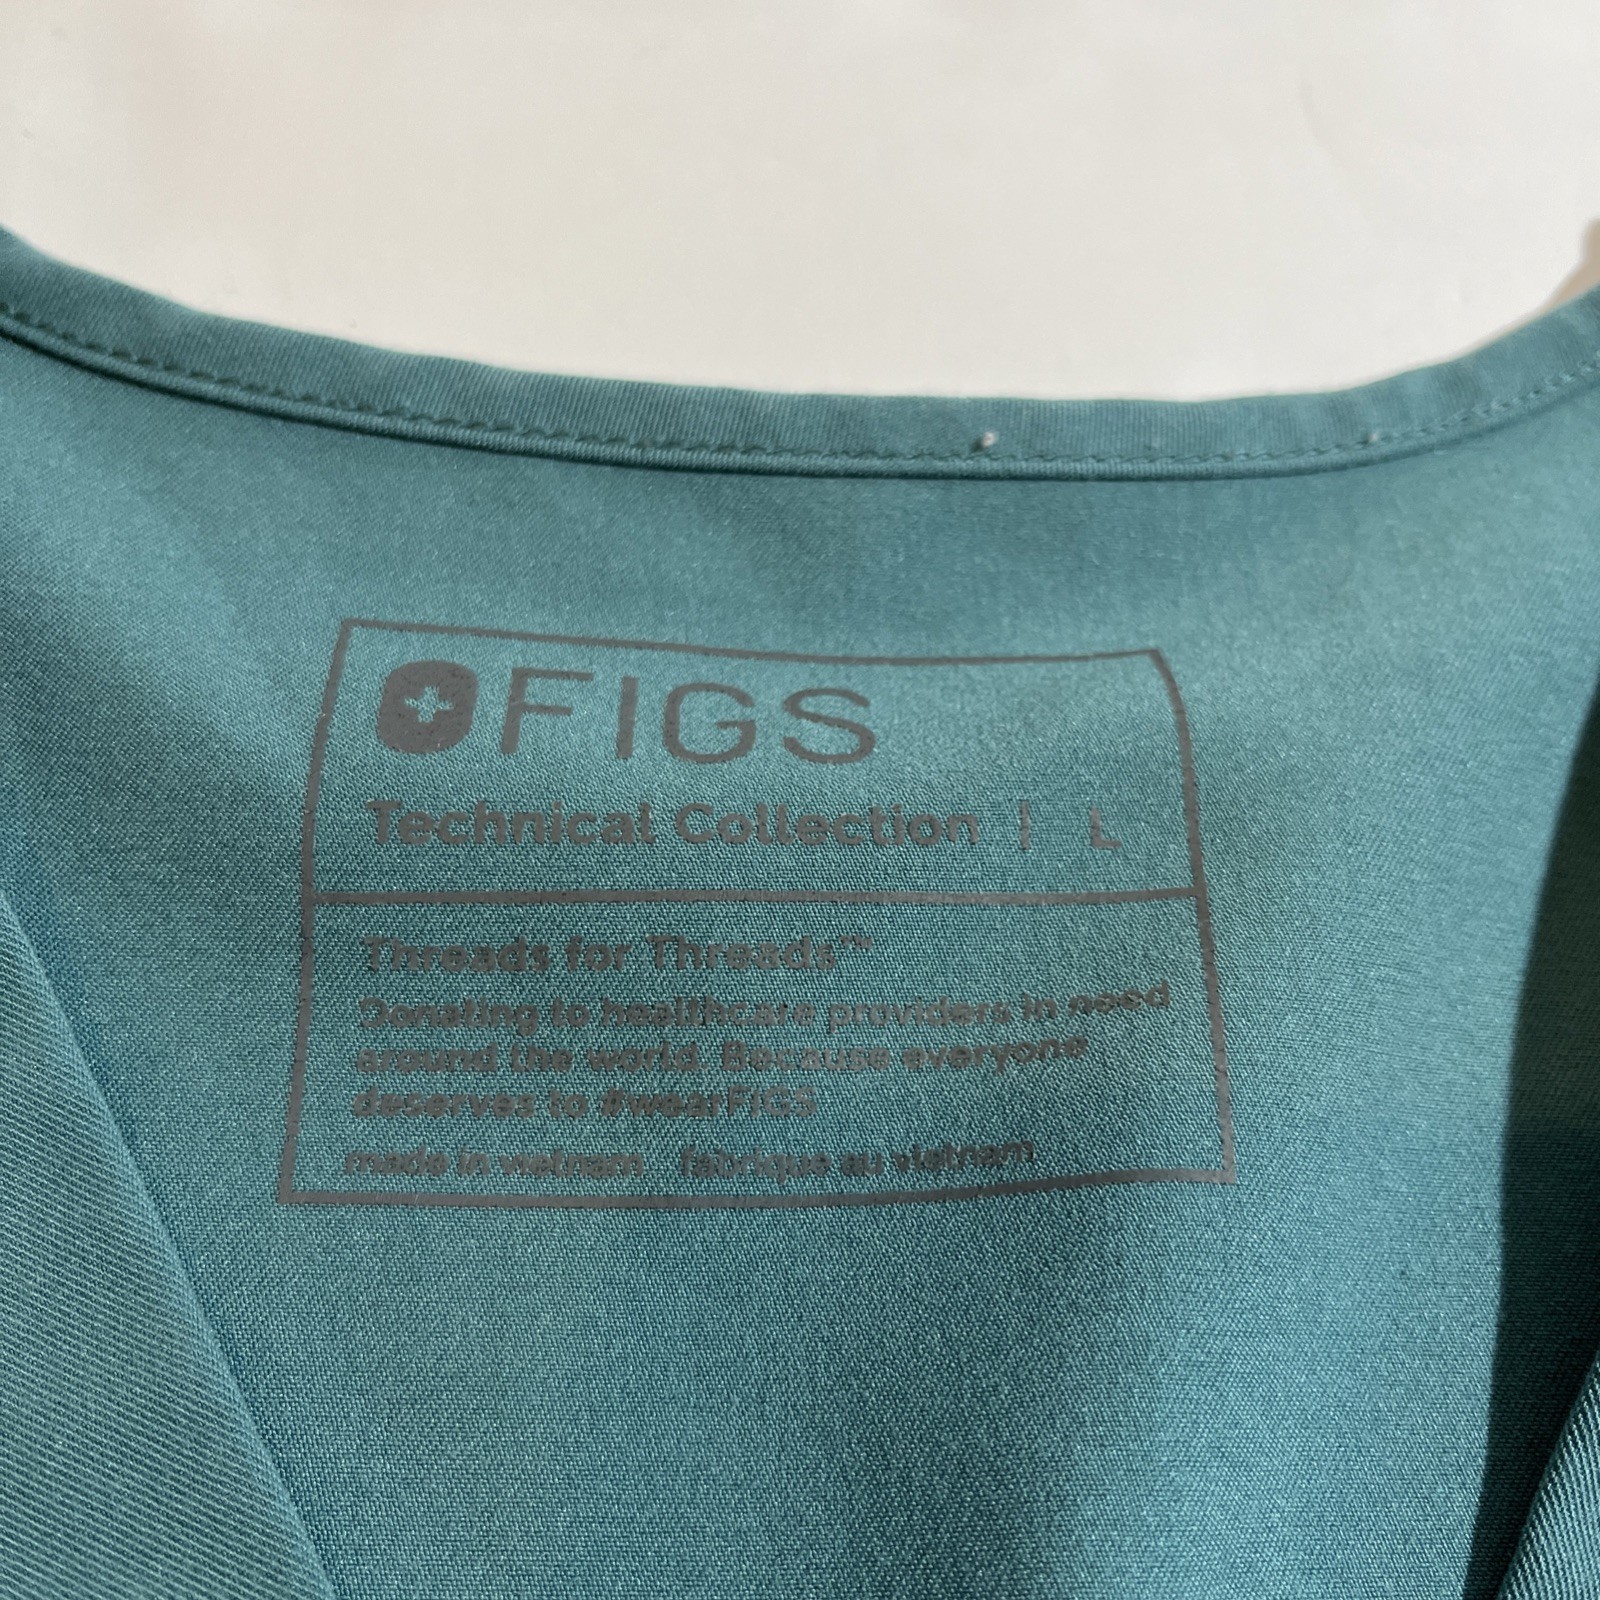 FIGS
Technical Collection | L
Threads for Threads™
Donating to healthcare providers in need
around the world. Because everyone
deserves to #wearFIGS
made in vietnam fabriqué au vietnam